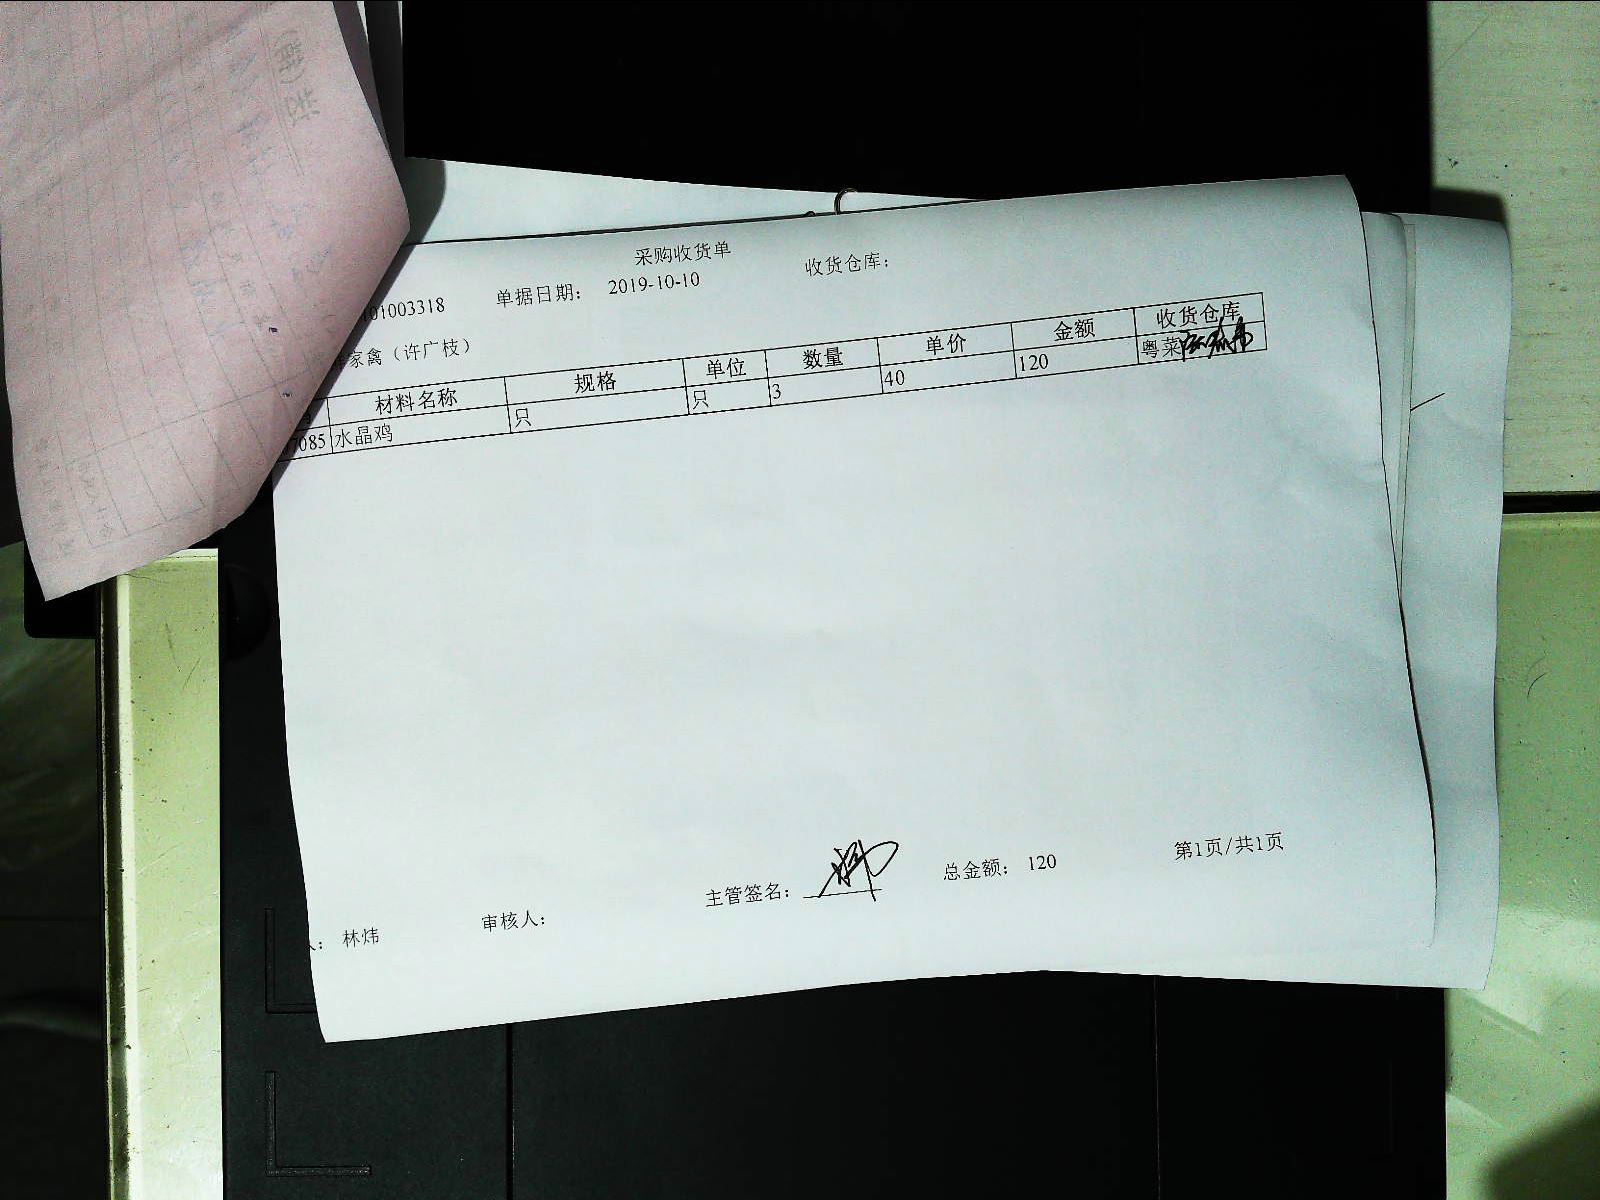 采购收货单
101003318 单据日期: 2019-10-10 收货仓库:
家禽（许广枝）
材料名称 规格 单位 数量 单价 金额 收货仓库
7085 水晶鸡 只 只 3 40 120 粤菜
主管签名: 总金额: 120 第1页/共1页
人: 林炜 审核人: